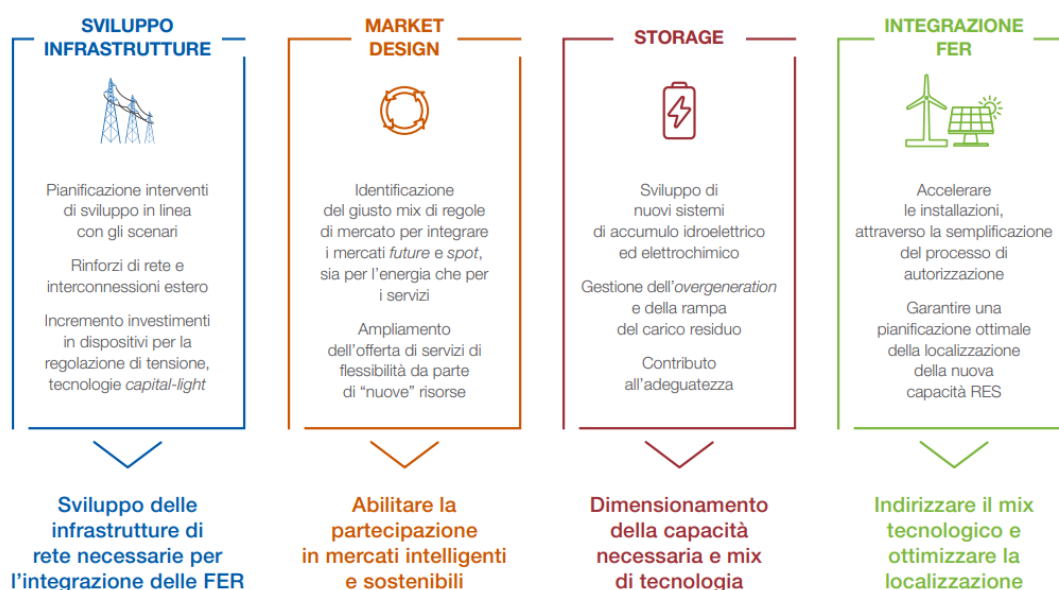 SVILUPPO
INFRASTRUTTURE
Pianificazione interventi
di sviluppo in linea
con gli scenari
Rinforzi di rete e
interconnessioni estero
Incremento investimenti
in dispositivi per la
regolazione di tensione,
tecnologie capital-light
Sviluppo delle
infrastrutture di
rete necessarie per
l'integrazione delle FER
MARKET
DESIGN
Identificazione
del giusto mix di regole
di mercato per integrare
i mercati future e spot,
sia per l'energia che per
i servizi
Ampliamento
dell'offerta di servizi di
flessibilità da parte
di "nuove" risorse
Abilitare la
partecipazione
in mercati intelligenti
e sostenibili
STORAGE
Sviluppo di
nuovi sistemi
di accumulo idroelettrico
ed elettrochimico
Gestione dell'overgeneration
e della rampa
del carico residuo
Contributo
all'adeguatezza
Dimensionamento
della capacità
necessaria e mix
di tecnologia
INTEGRAZIONE
FER
Accelerare
le installazioni,
attraverso la semplificazione
del processo di
autorizzazione
Garantire una
pianificazione ottimale
della localizzazione
della nuova
capacità RES
Indirizzare il mix
tecnologico e
ottimizzare la
localizzazione